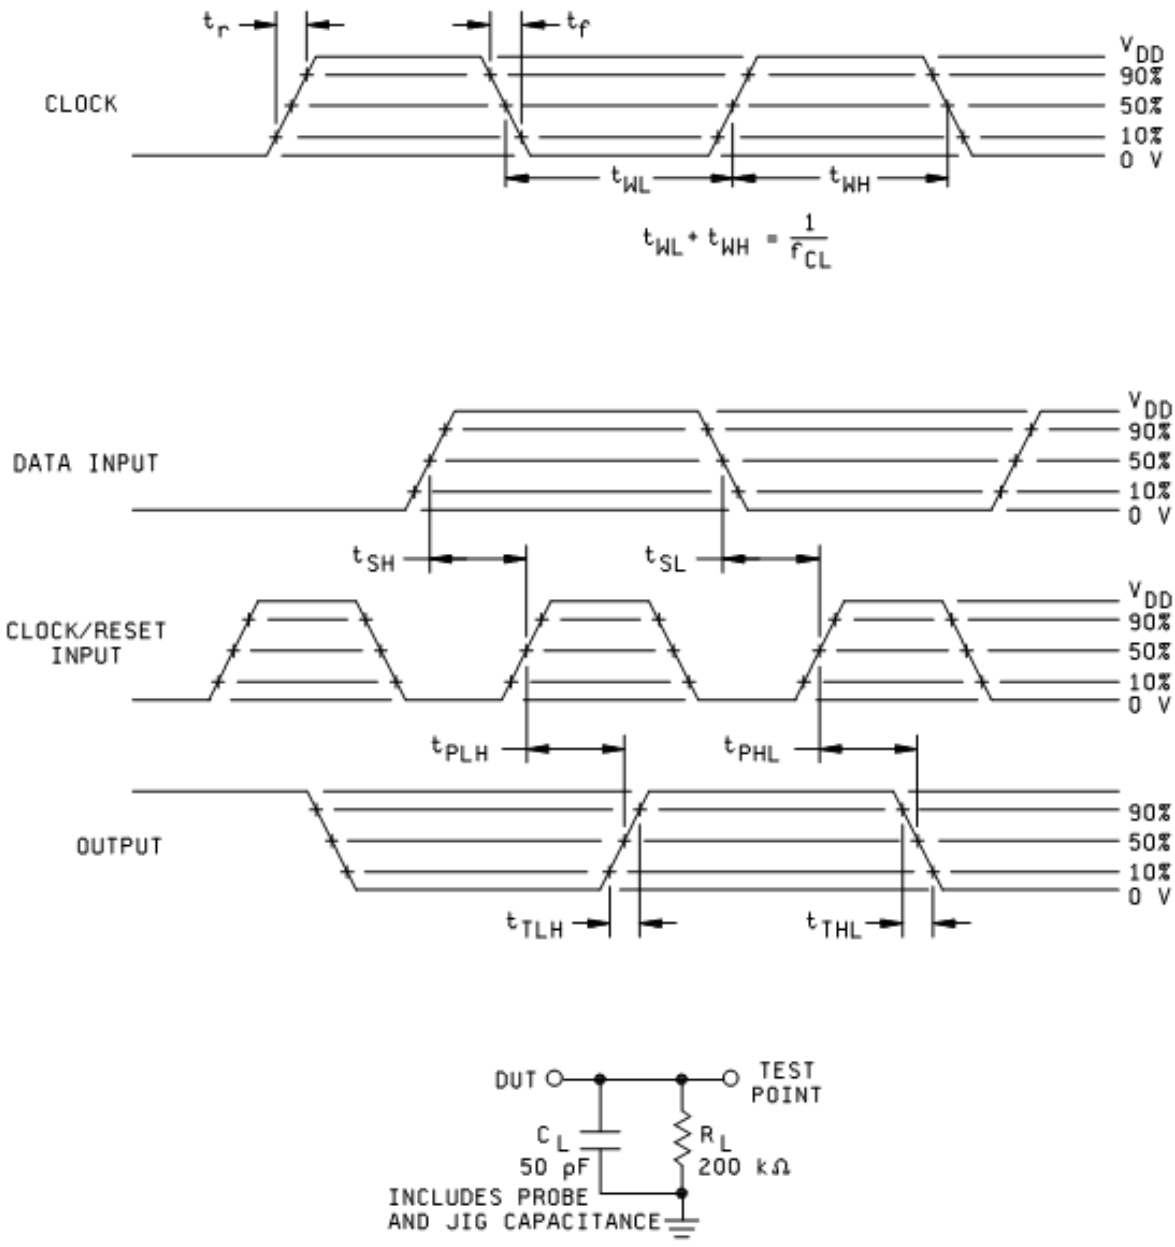 t_r
t_f
CLOCK
V_DD
90%
50%
10%
0 V
t_WL
t_WH
t_WL + t_WH = 1/f_CL
DATA INPUT
V_DD
90%
50%
10%
0 V
t_SH
t_SL
CLOCK/RESET
INPUT
V_DD
90%
50%
10%
0 V
t_PLH
t_PHL
OUTPUT
90%
50%
10%
0 V
t_TLH
t_THL
DUT
TEST
POINT
C_L
50 pF
R_L
200 kΩ
INCLUDES PROBE
AND JIG CAPACITANCE